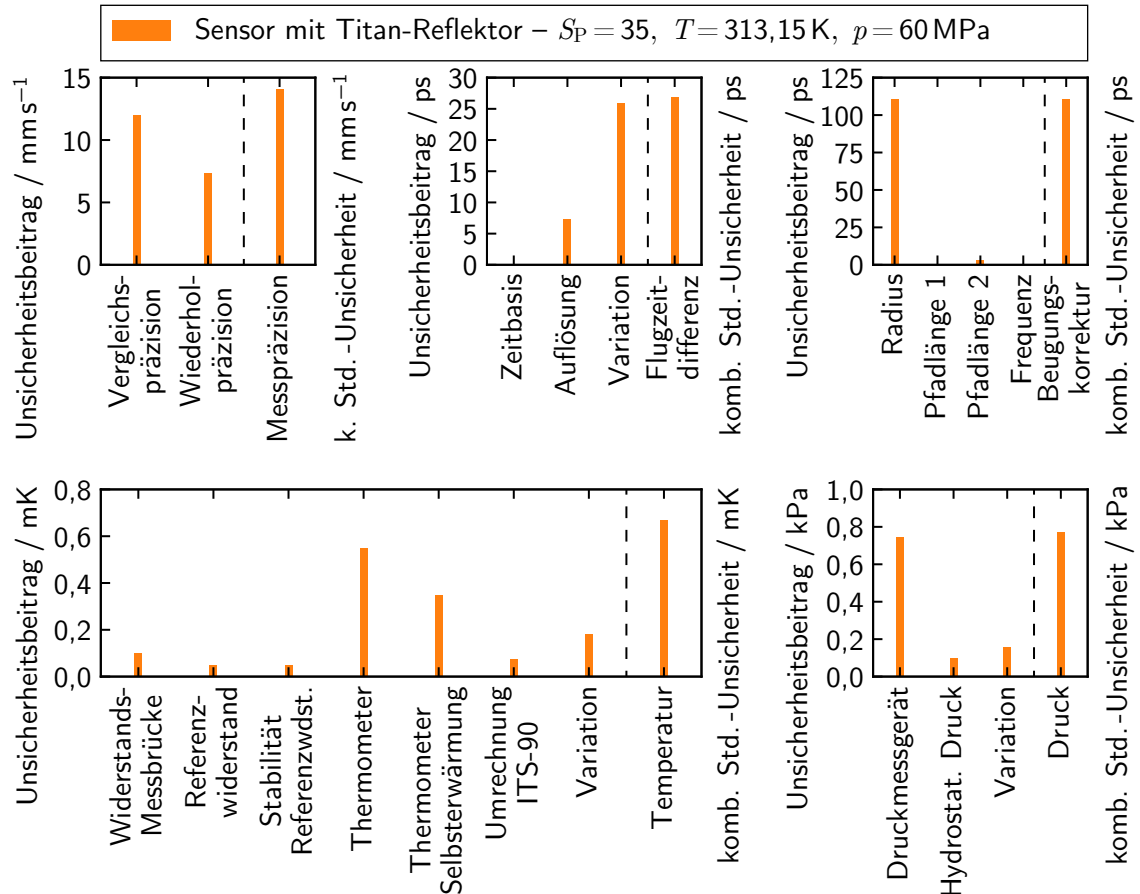 Sensor mit Titan-Reflektor – S_P = 35, T = 313,15 K, p = 60 MPa
Unsicherheitsbeitrag / mm s⁻¹
15
10
5
0
Vergleichs-
präzision
Wiederhol-
präzision
Messpräzision
k. Std.-Unsicherheit / mm s⁻¹
Unsicherheitsbeitrag / ps
30
25
20
15
10
5
0
Zeitbasis
Auflösung
Variation
Flugzeit-
differenz
komb. Std.-Unsicherheit / ps
Unsicherheitsbeitrag / ps
125
100
75
50
25
0
Radius
Pfadlänge 1
Pfadlänge 2
Frequenz
Beugungs-
korrektur
komb. Std.-Unsicherheit / ps
Unsicherheitsbeitrag / mK
0,8
0,6
0,4
0,2
0,0
Widerstands-
Messbrücke
Referenz-
widerstand
Stabilität
Referenzwdst.
Thermometer
Thermometer
Selbsterwärmung
Umrechnung
ITS-90
Variation
Temperatur
komb. Std.-Unsicherheit / mK
Unsicherheitsbeitrag / kPa
1,0
0,8
0,6
0,4
0,2
0,0
Druckmessgerät
Hydrostat. Druck
Variation
Druck
komb. Std.-Unsicherheit / kPa